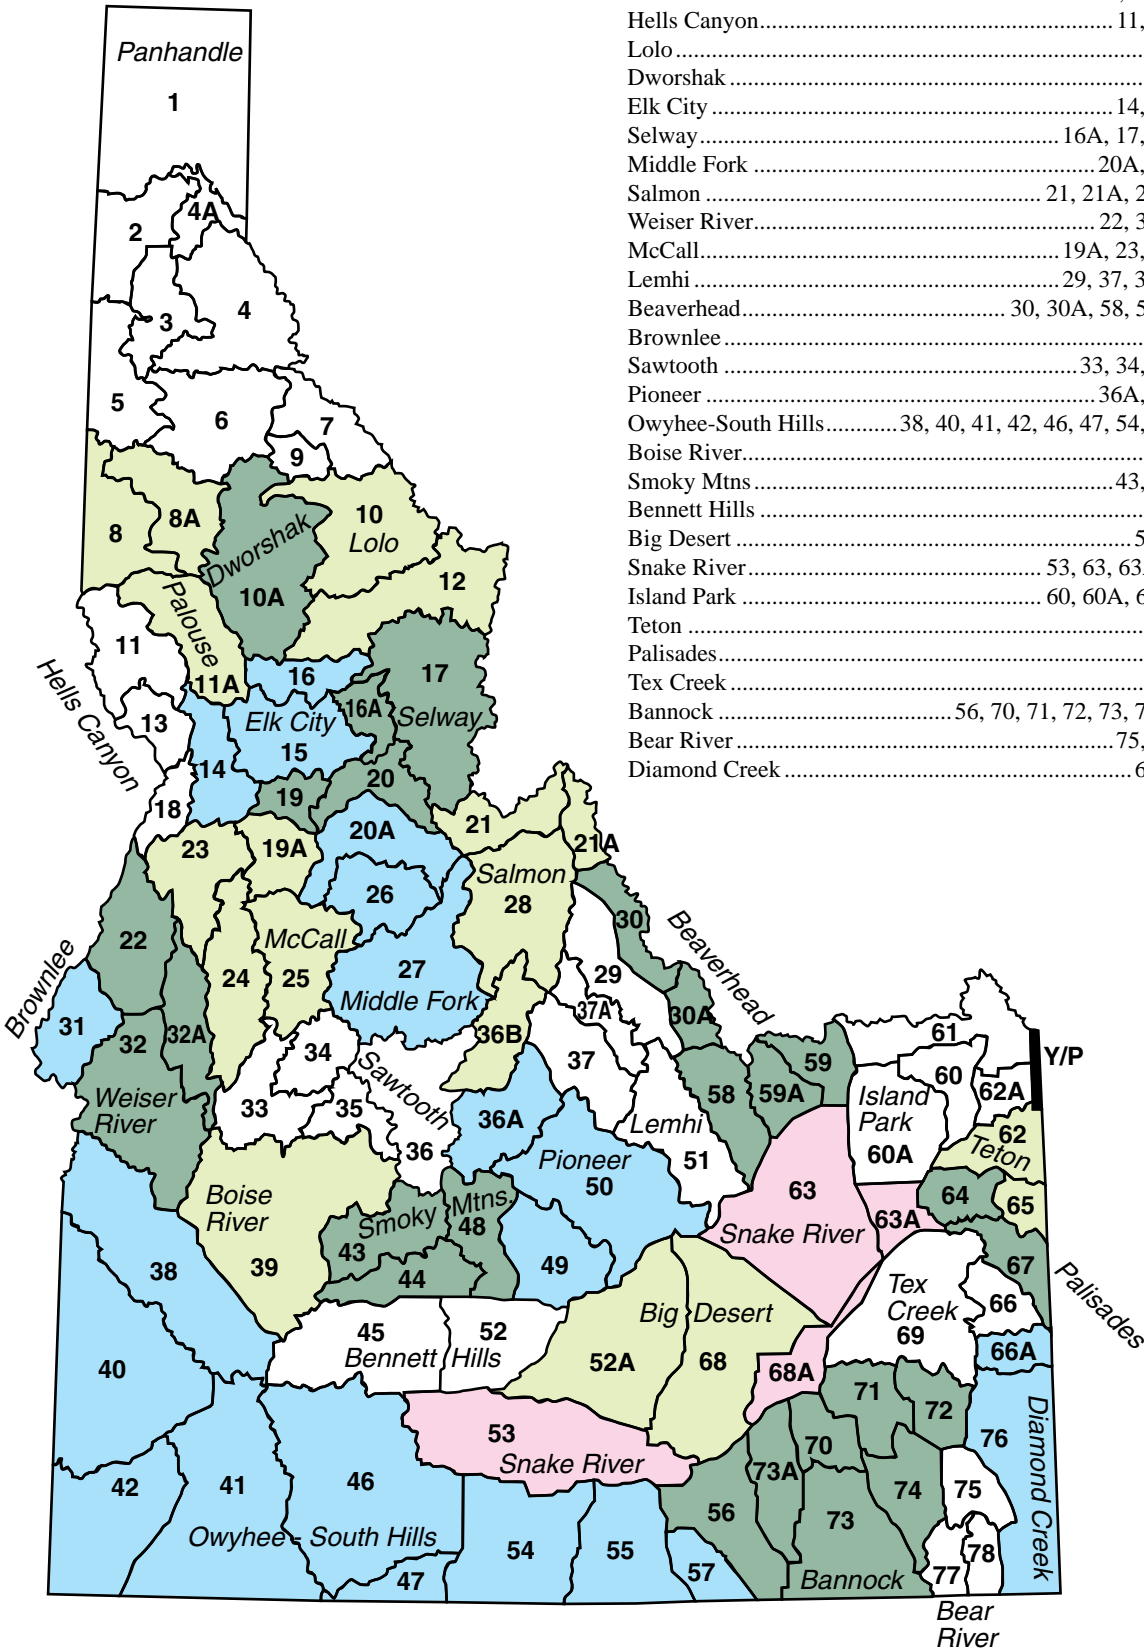 Hells Canyon 11,
Lolo
Dworshak
Elk City 14,
Selway 16A, 17,
Middle Fork 20A,
Salmon 21, 21A, 2
Weiser River 22, 3
McCall 19A, 23,
Lemhi 29, 37, 3
Beaverhead 30, 30A, 58, 5
Brownlee
Sawtooth 33, 34,
Pioneer 36A,
Owyhee-South Hills 38, 40, 41, 42, 46, 47, 54,
Boise River
Smoky Mtns 43,
Bennett Hills
Big Desert 5
Snake River 53, 63, 63
Island Park 60, 60A, 6
Teton
Palisades
Tex Creek
Bannock 56, 70, 71, 72, 73, 7
Bear River 75,
Diamond Creek 6
Panhandle
1
4A
2
3
4
5
6
7
9
8
8A
Dworshak
10A
10
Lolo
12
Palouse
11A
11
Hells Canyon
13
14
16
Elk City
15
16A
17
Selway
18
19
20
20A
21
21A
23
19A
26
Salmon
28
22
24
McCall
25
27
Middle Fork
30
Beaverhead
29
37A
30A
Brownlee
31
32
32A
Weiser
River
34
Sawtooth
33
35
36
36B
37
36A
Lemhi
51
58
59
59A
61
60
Y/P
62A
Island
Park
60A
62
Teton
Pioneer
50
63
Snake River
63A
64
65
67
Palisades
Boise
River
39
Smoky Mtns.
43
48
44
49
38
40
45
52
Bennett Hills
Big Desert
52A
68
68A
Tex
Creek
69
66
66A
71
72
76
Diamond Creek
53
Snake River
42
41
46
Owyhee - South Hills
47
54
55
57
56
73A
70
73
74
75
Bannock
77
78
Bear
River